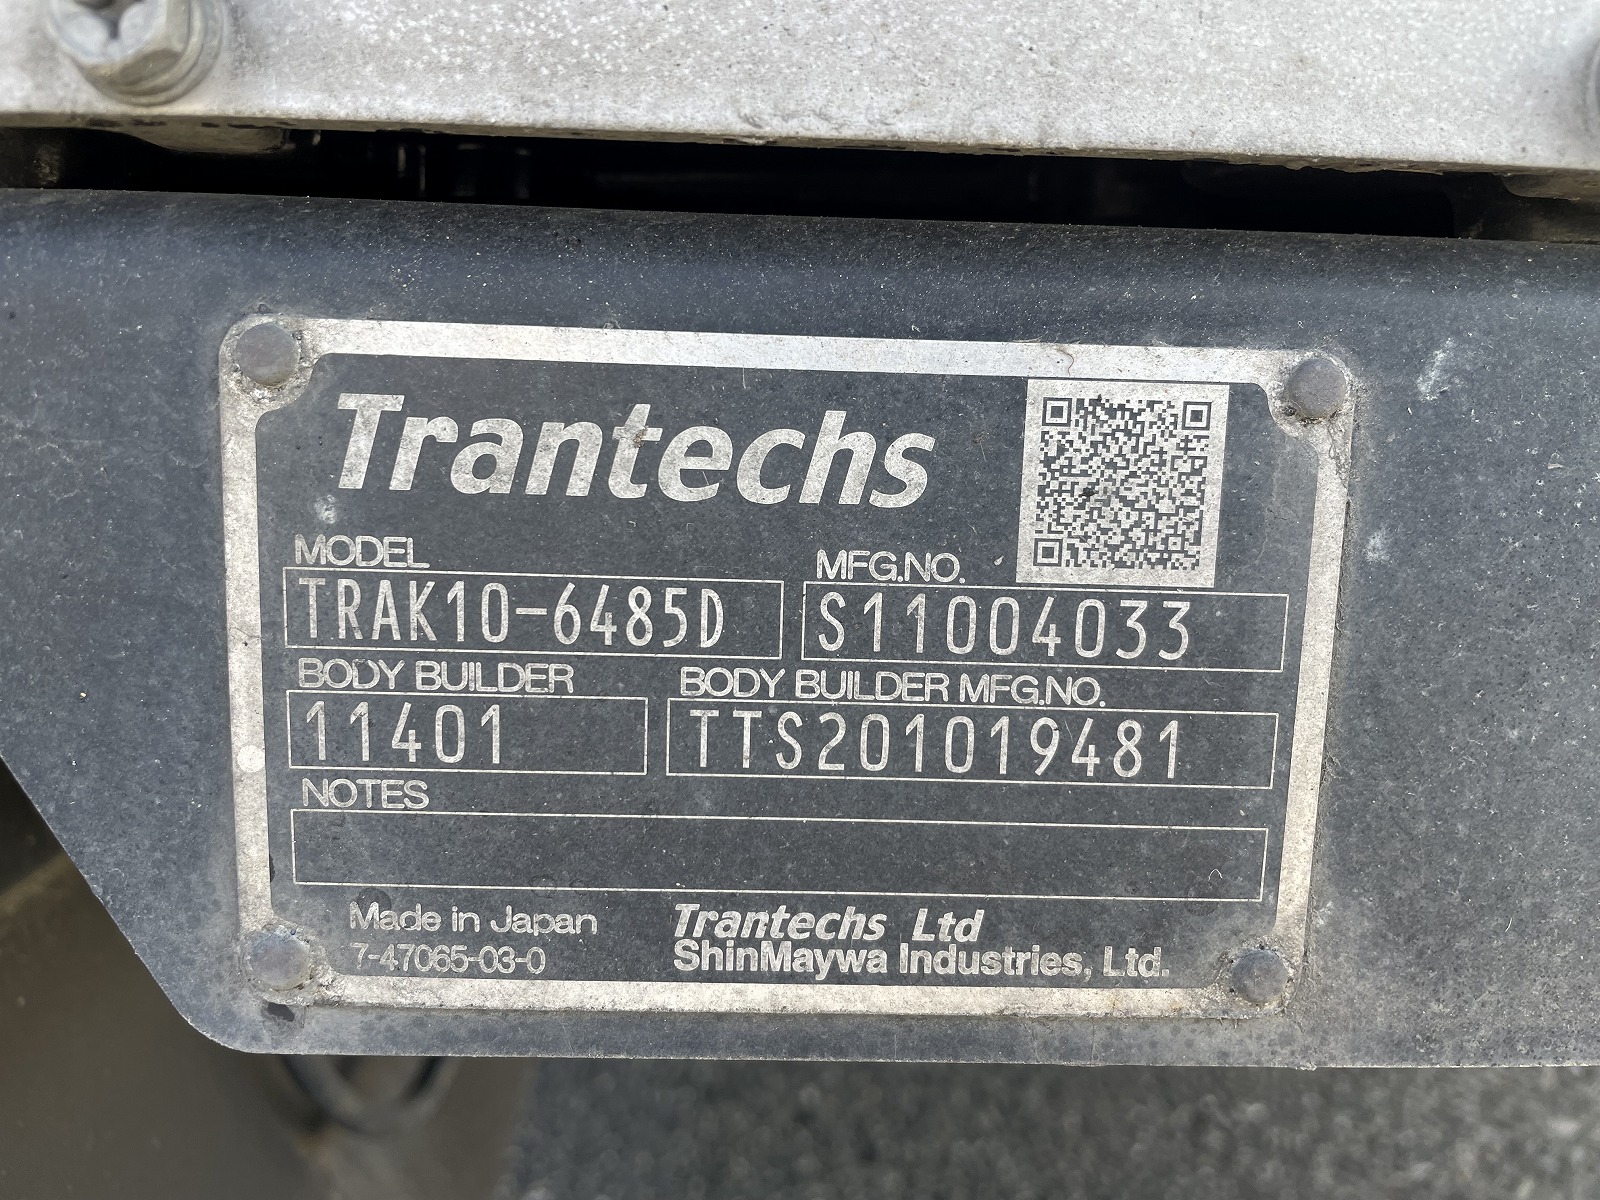 Trantechs
MODEL
TRAK10-6485D
MFG.NO.
S11004033
BODY BUILDER
11401
BODY BUILDER MFG.NO.
TTS201019481
NOTES
Made in Japan
7-47065-03-0
Trantechs Ltd
ShinMaywa Industries, Ltd.